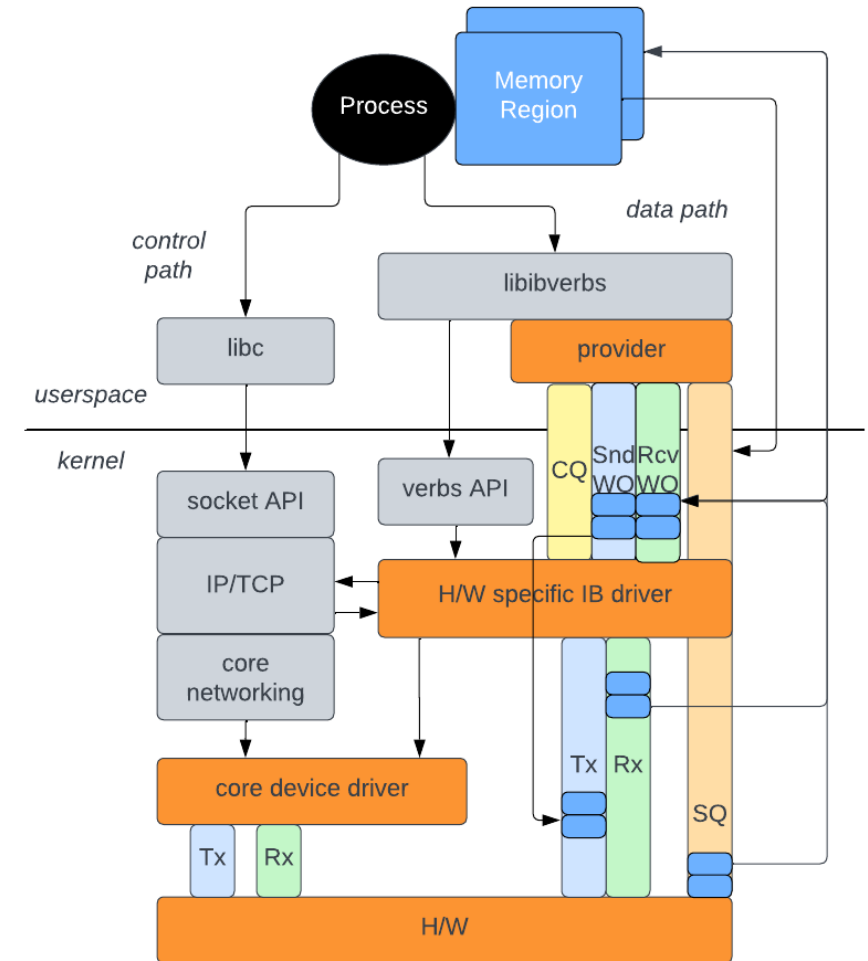 Process
Memory
Region
data path
control
path
libibverbs
libc
provider
userspace
kernel
CQ
Snd
WQ
Rcv
WQ
socket API
verbs API
IP/TCP
H/W specific IB driver
core
networking
core device driver
Tx
Rx
SQ
Tx
Rx
H/W